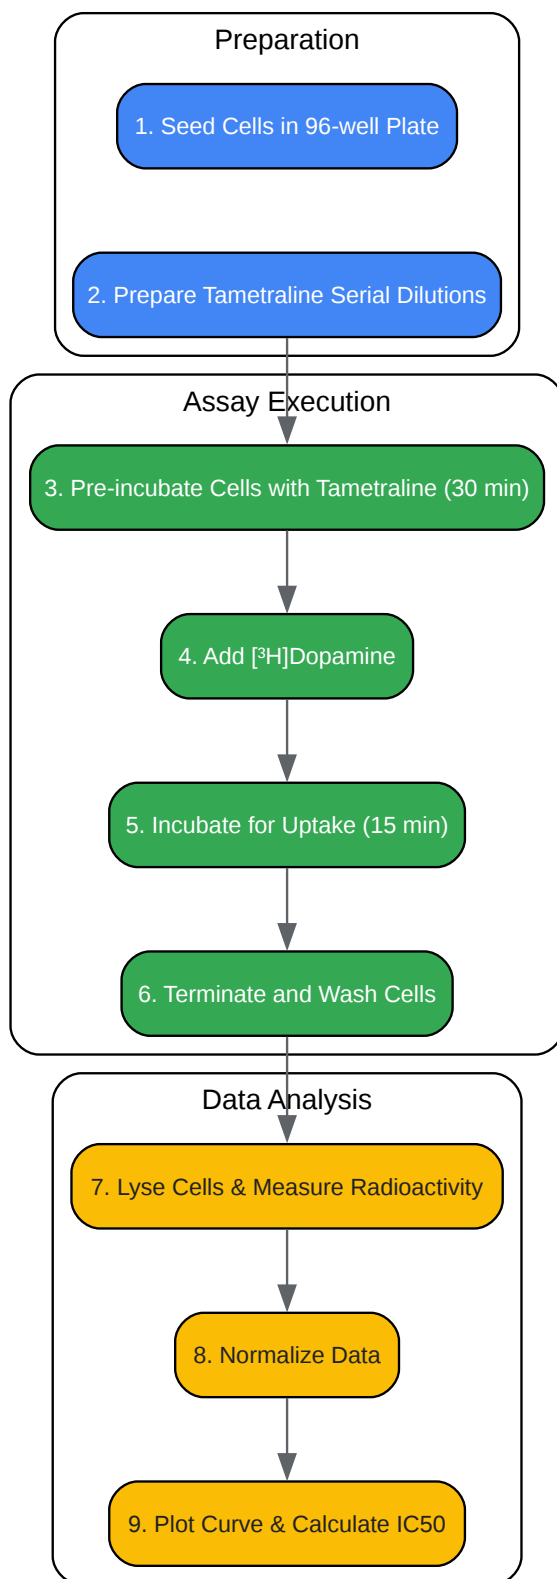 Preparation
1. Seed Cells in 96-well Plate
2. Prepare Tametraline Serial Dilutions
Assay Execution
3. Pre-incubate Cells with Tametraline (30 min)
4. Add [³H]Dopamine
5. Incubate for Uptake (15 min)
6. Terminate and Wash Cells
Data Analysis
7. Lyse Cells & Measure Radioactivity
8. Normalize Data
9. Plot Curve & Calculate IC50